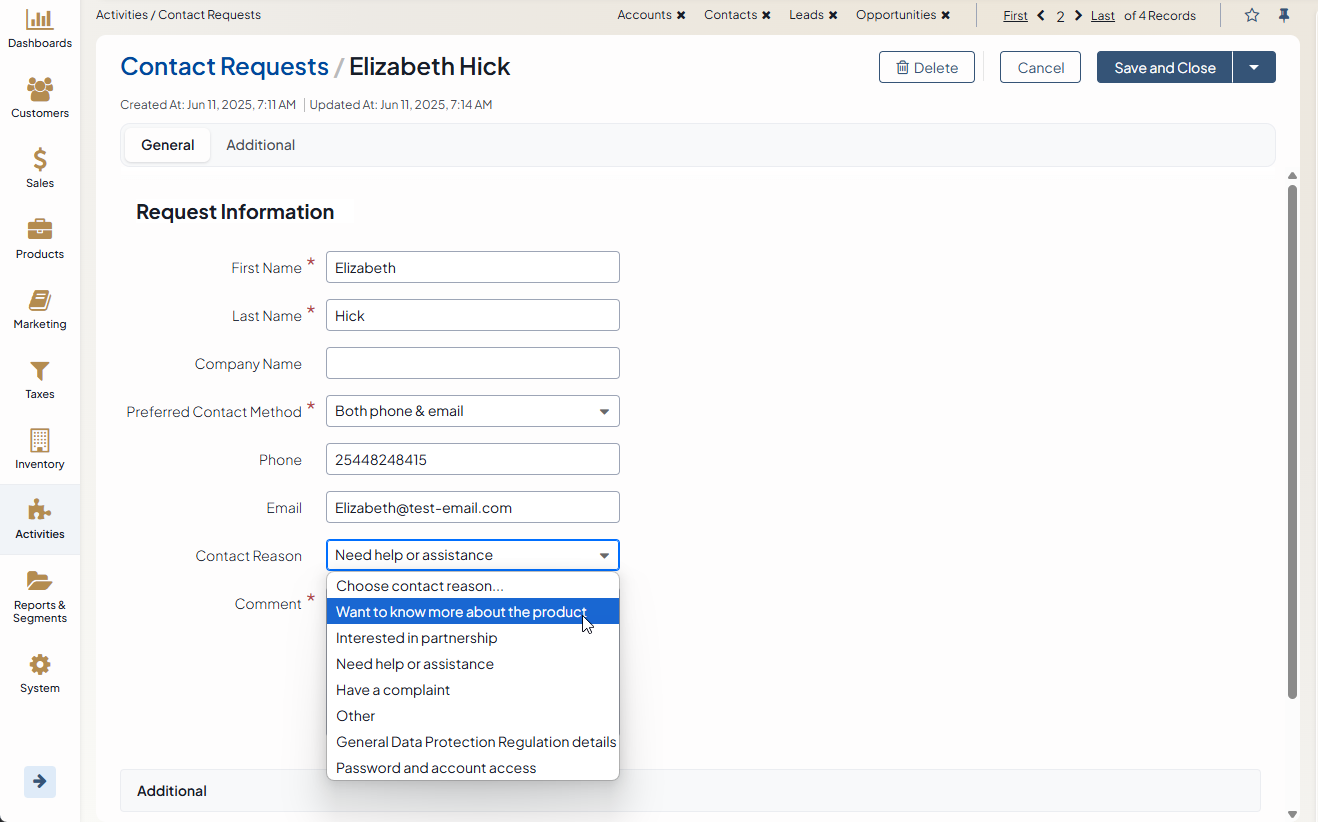 Dashboards
Customers
Sales
Products
Marketing
Taxes
Inventory
Activities
Reports &
Segments
System
Activities / Contact Requests
Accounts ✖ Contacts ✖ Leads ✖ Opportunities ✖
First 2 Last of 4 Records
Contact Requests / Elizabeth Hick
Delete
Cancel
Save and Close
Created At: Jun 11, 2025, 7:11 AM Updated At: Jun 11, 2025, 7:14 AM
General Additional
Request Information
First Name * Elizabeth
Last Name * Hick
Company Name
Preferred Contact Method * Both phone & email
Phone 25448248415
Email Elizabeth@test-email.com
Contact Reason Need help or assistance
Comment *
Choose contact reason...
Want to know more about the product
Interested in partnership
Need help or assistance
Have a complaint
Other
General Data Protection Regulation details
Password and account access
Additional